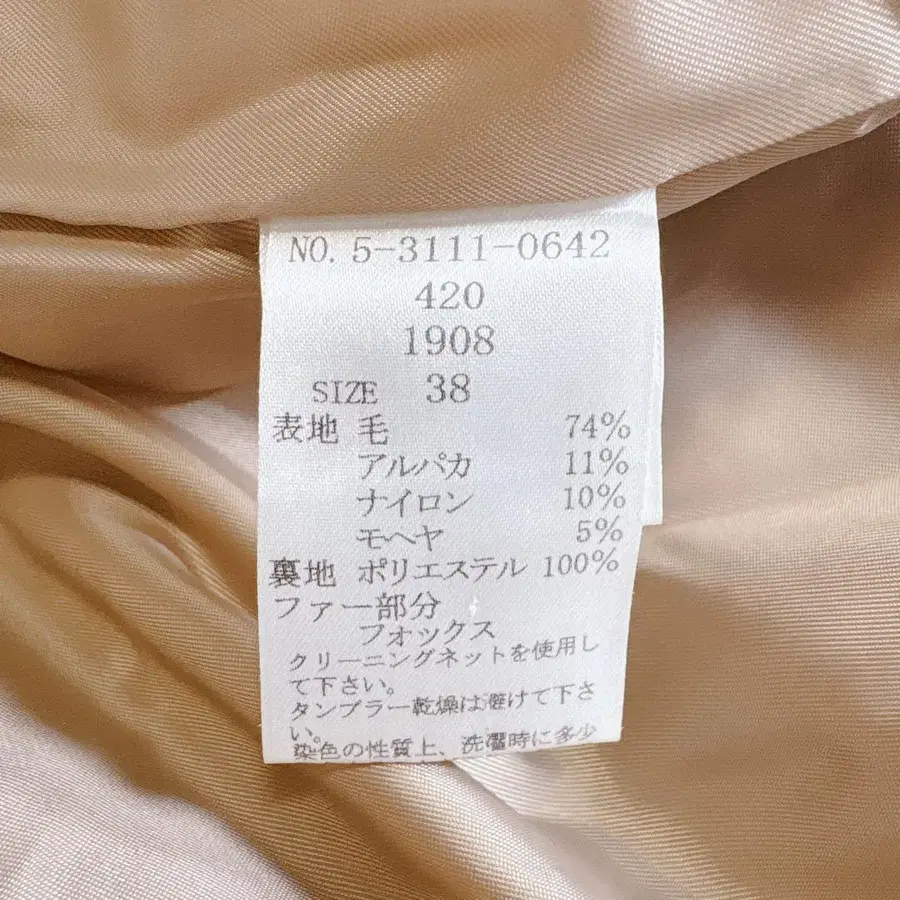 NO. 5-3111-0642
420
1908
SIZE 38
表地 毛 74%
アルパカ 11%
ナイロン 10%
モヘヤ 5%
裏地 ポリエステル 100%
ファー部分
フォックス
クリーニングネットを使用し
て下さい。
タンブラー乾燥は避けて下さ
い。
染色の性質上、洗濯時に多少